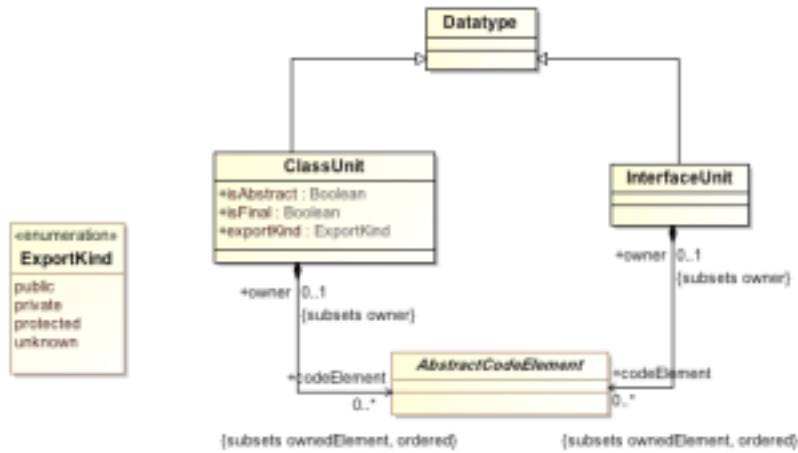 Datatype
ClassUnit
+isAbstract : Boolean
+isFinal : Boolean
+exportKind : ExportKind
InterfaceUnit
«enumeration»
ExportKind
public
private
protected
unknown
+owner 0..1
{subsets owner}
+owner 0..1
{subsets owner}
AbstractCodeElement
+codeElement
0..*
+codeElement
0..*
{subsets ownedElement, ordered}
{subsets ownedElement, ordered}